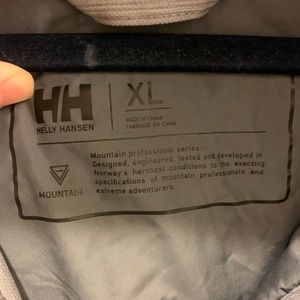 HH XL
HELLY HANSEN
MADE IN CHINA
FABRIQUÉ EN CHINE
MOUNTAIN
Mountain professional series:
Designed, engineered, tested and developed in
Norway's harshest conditions to the exacting
specifications of mountain professionals and
extreme adventurers